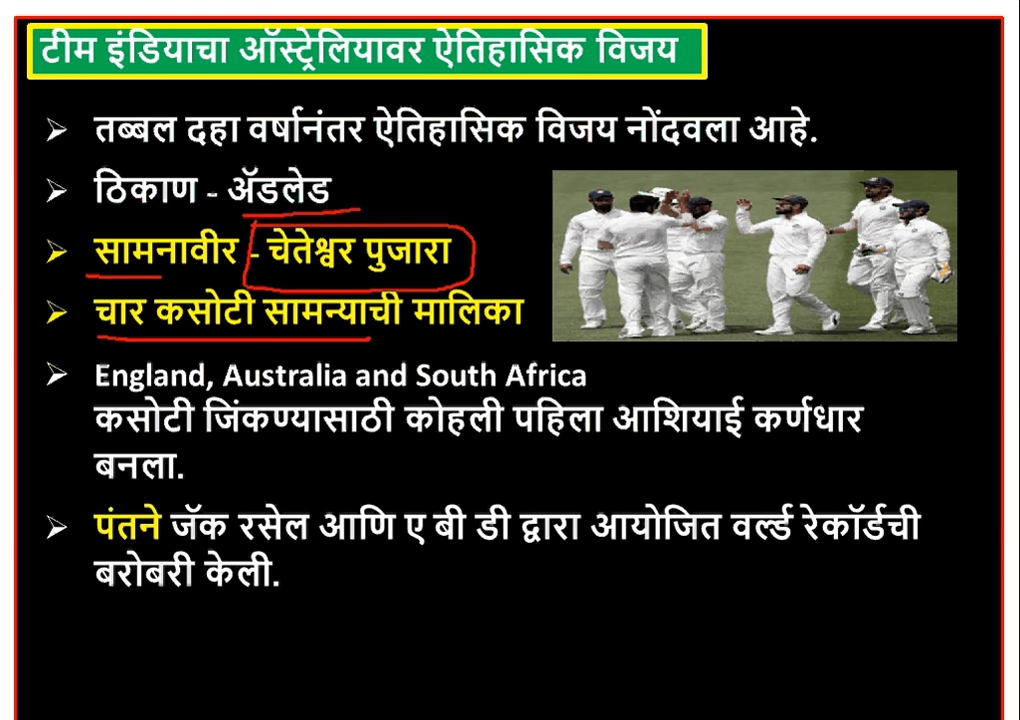 टीम इंडियाचा ऑस्ट्रेलियावर ऐतिहासिक विजय
तब्बल दहा वर्षानंतर ऐतिहासिक विजय नोंदवला आहे.
ठिकाण - ॲडलेड
सामनावीर - चेतेश्वर पुजारा
चार कसोटी सामन्याची मालिका
England, Australia and South Africa
कसोटी जिंकण्यासाठी कोहली पहिला आशियाई कर्णधार
बनला.
पंतने जॅक रसेल आणि ए बी डी द्वारा आयोजित वर्ल्ड रेकॉर्डची
बरोबरी केली.